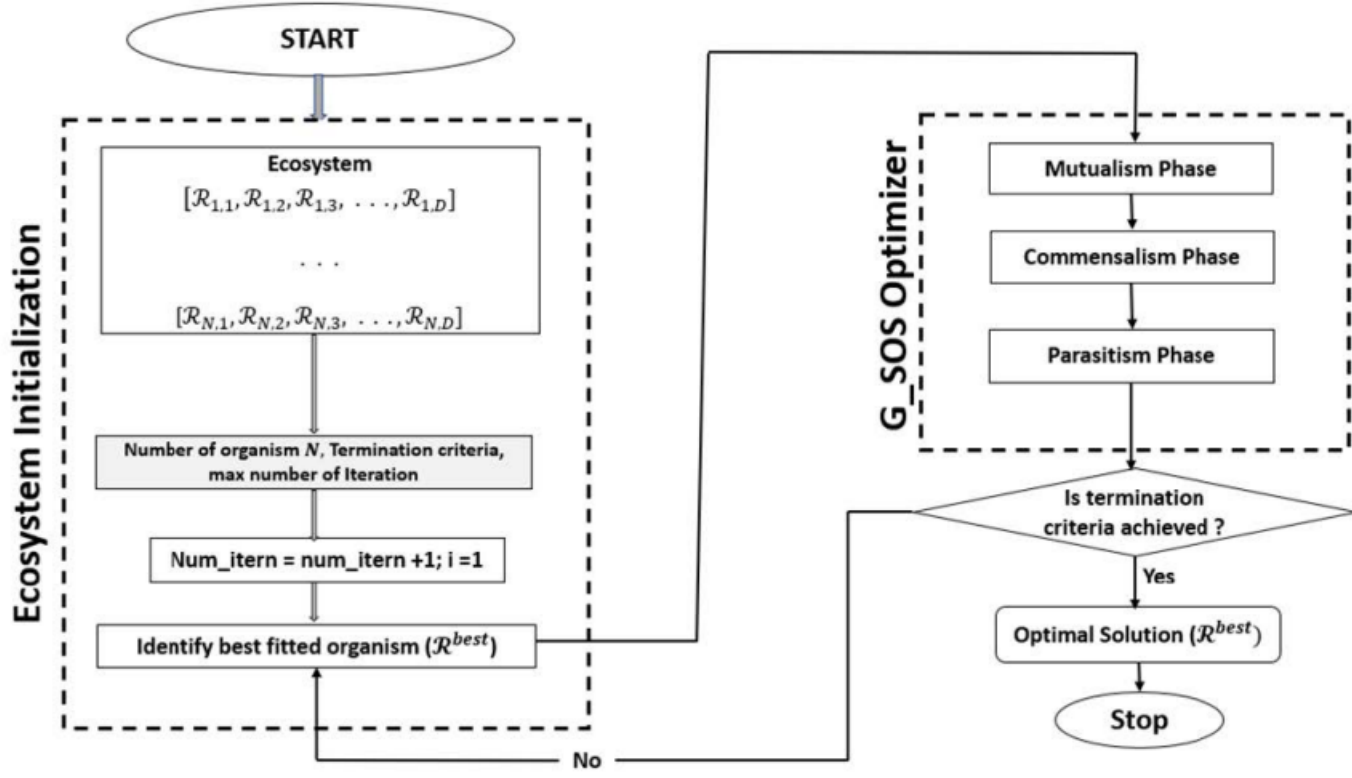 START
Ecosystem Initialization
Ecosystem
[ℛ1,1, ℛ1,2, ℛ1,3, . . ., ℛ1,D]
. . .
[ℛN,1, ℛN,2, ℛN,3, . . ., ℛN,D]
Number of organism N, Termination criteria,
max number of Iteration
Num_itern = num_itern +1; i =1
Identify best fitted organism (ℛbest)
G_SOS Optimizer
Mutualism Phase
Commensalism Phase
Parasitism Phase
Is termination
criteria achieved ?
Yes
Optimal Solution (ℛbest)
Stop
No